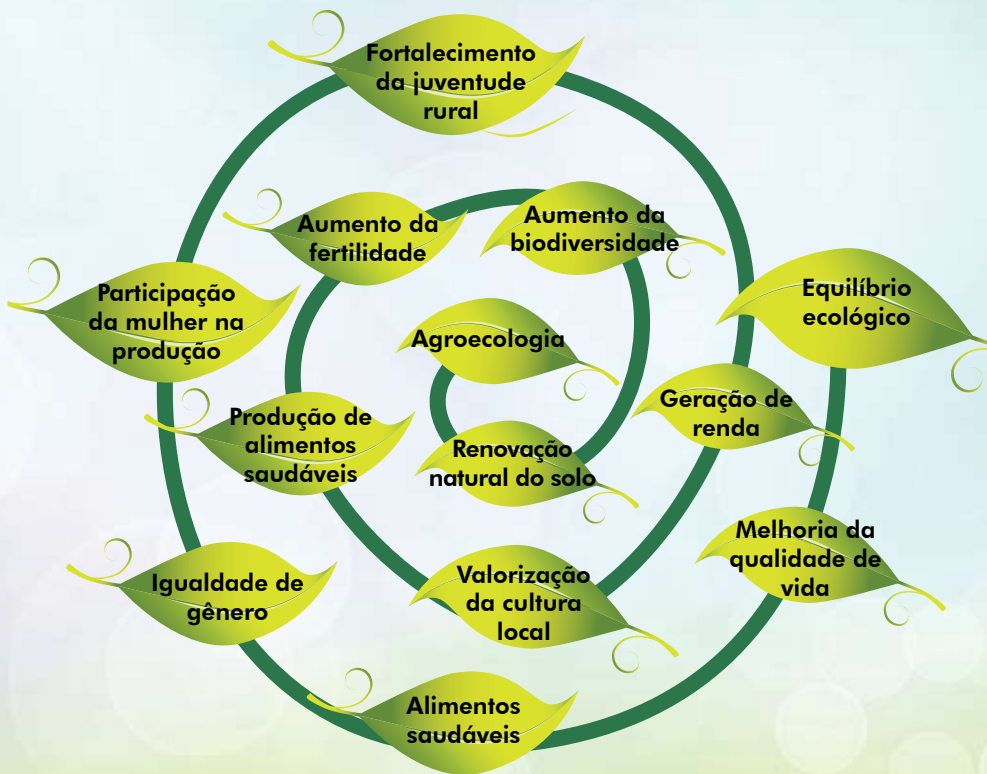 Fortalecimento
da juventude
rural
Aumento da
fertilidade
Aumento da
biodiversidade
Participação
da mulher na
produção
Equilíbrio
ecológico
Agroecologia
Produção de
alimentos
saudáveis
Geração de
renda
Renovação
natural do solo
Melhoria da
qualidade de
vida
Igualdade de
gênero
Valorização
da cultura
local
Alimentos
saudáveis